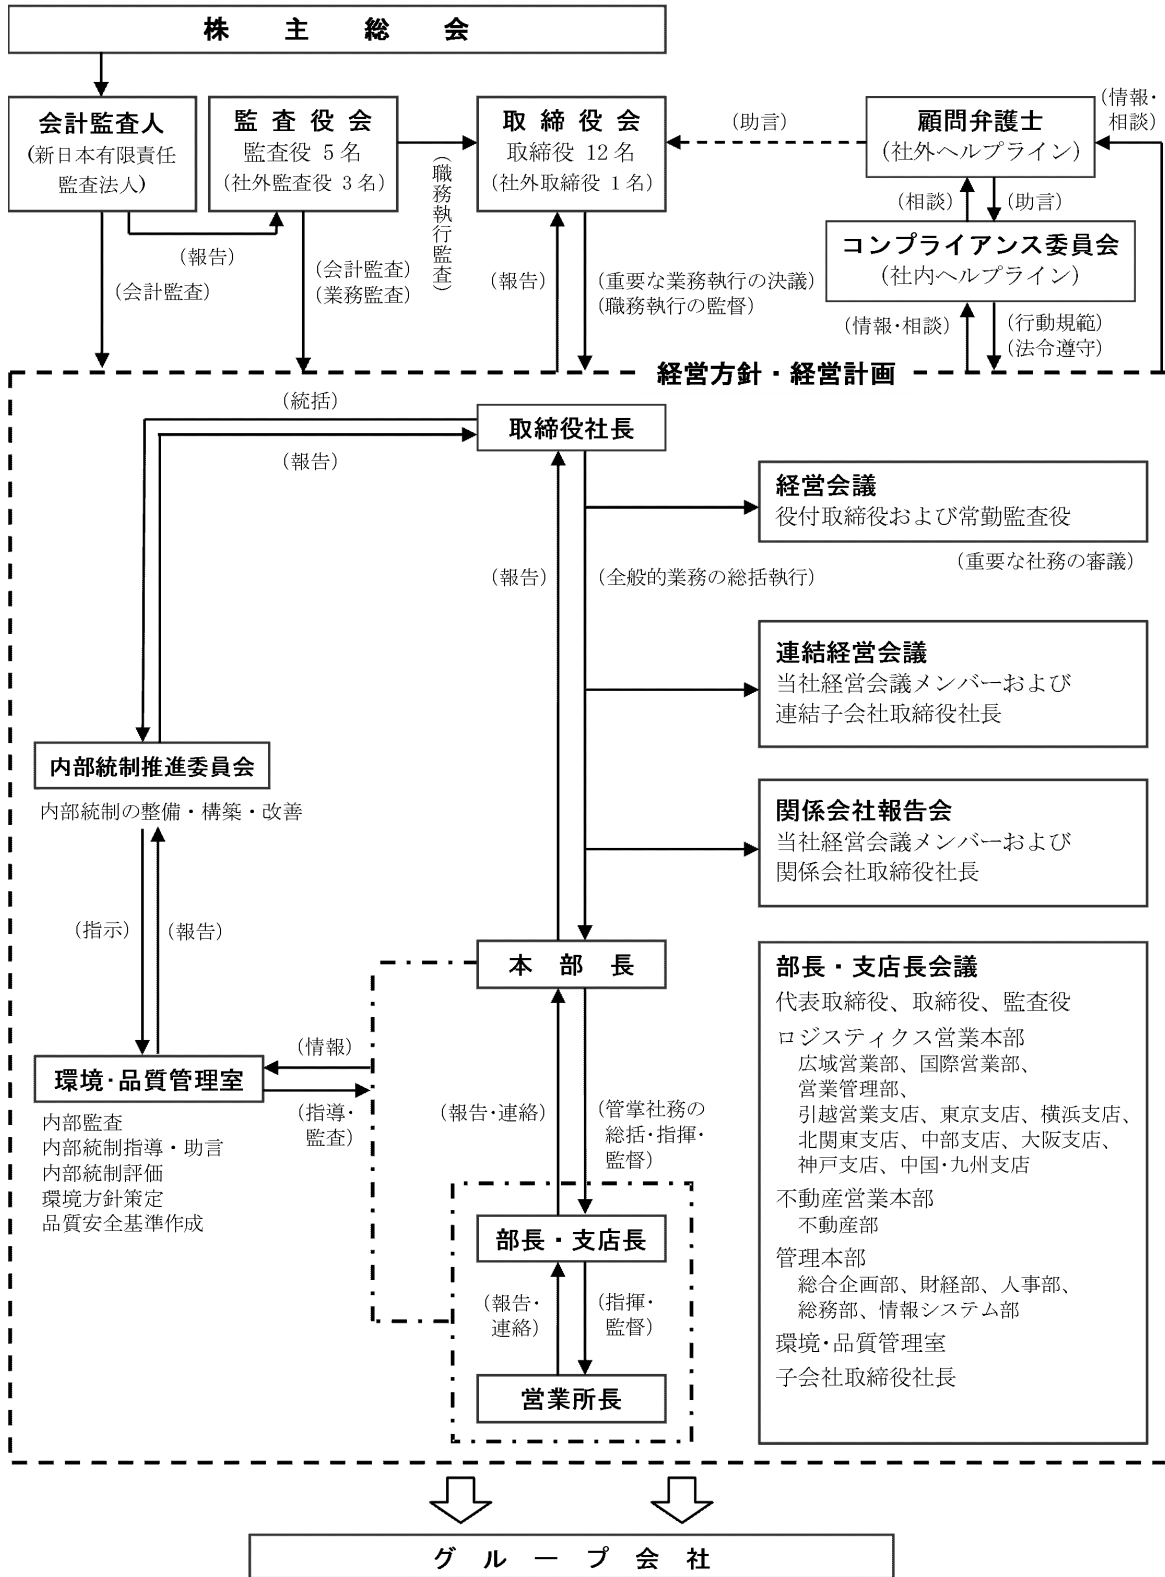 株主総会
会計監査人
(新日本有限責任
監査法人)
監査役会
監査役 5 名
(社外監査役 3 名)
取締役会
取締役 12 名
(社外取締役 1 名)
(助言)
顧問弁護士
(社外ヘルプライン)
(情報・
相談)
(職務執行監査)
(相談)
(助言)
コンプライアンス委員会
(社内ヘルプライン)
(報告)
(会計監査)
(会計監査)
(業務監査)
(報告)
(重要な業務執行の決議)
(職務執行の監督)
(情報・相談)
(行動規範)
(法令遵守)
経営方針・経営計画
(統括)
取締役社長
(報告)
経営会議
役付取締役および常勤監査役
(重要な社務の審議)
(報告)
(全般的業務の総括執行)
連結経営会議
当社経営会議メンバーおよび
連結子会社取締役社長
内部統制推進委員会
内部統制の整備・構築・改善
関係会社報告会
当社経営会議メンバーおよび
関係会社取締役社長
(指示)
(報告)
本部長
部長・支店長会議
代表取締役、取締役、監査役
ロジスティクス営業本部
広域営業部、国際営業部、
営業管理部、
引越営業支店、東京支店、横浜支店、
北関東支店、中部支店、大阪支店、
神戸支店、中国・九州支店
不動産営業本部
不動産部
管理本部
総合企画部、財経部、人事部、
総務部、情報システム部
環境・品質管理室
子会社取締役社長
(情報)
環境・品質管理室
(指導・
監査)
内部監査
内部統制指導・助言
内部統制評価
環境方針策定
品質安全基準作成
(報告・連絡)
(管掌社務の
総括・指揮・
監督)
部長・支店長
(報告・
連絡)
(指揮・
監督)
営業所長
グループ会社